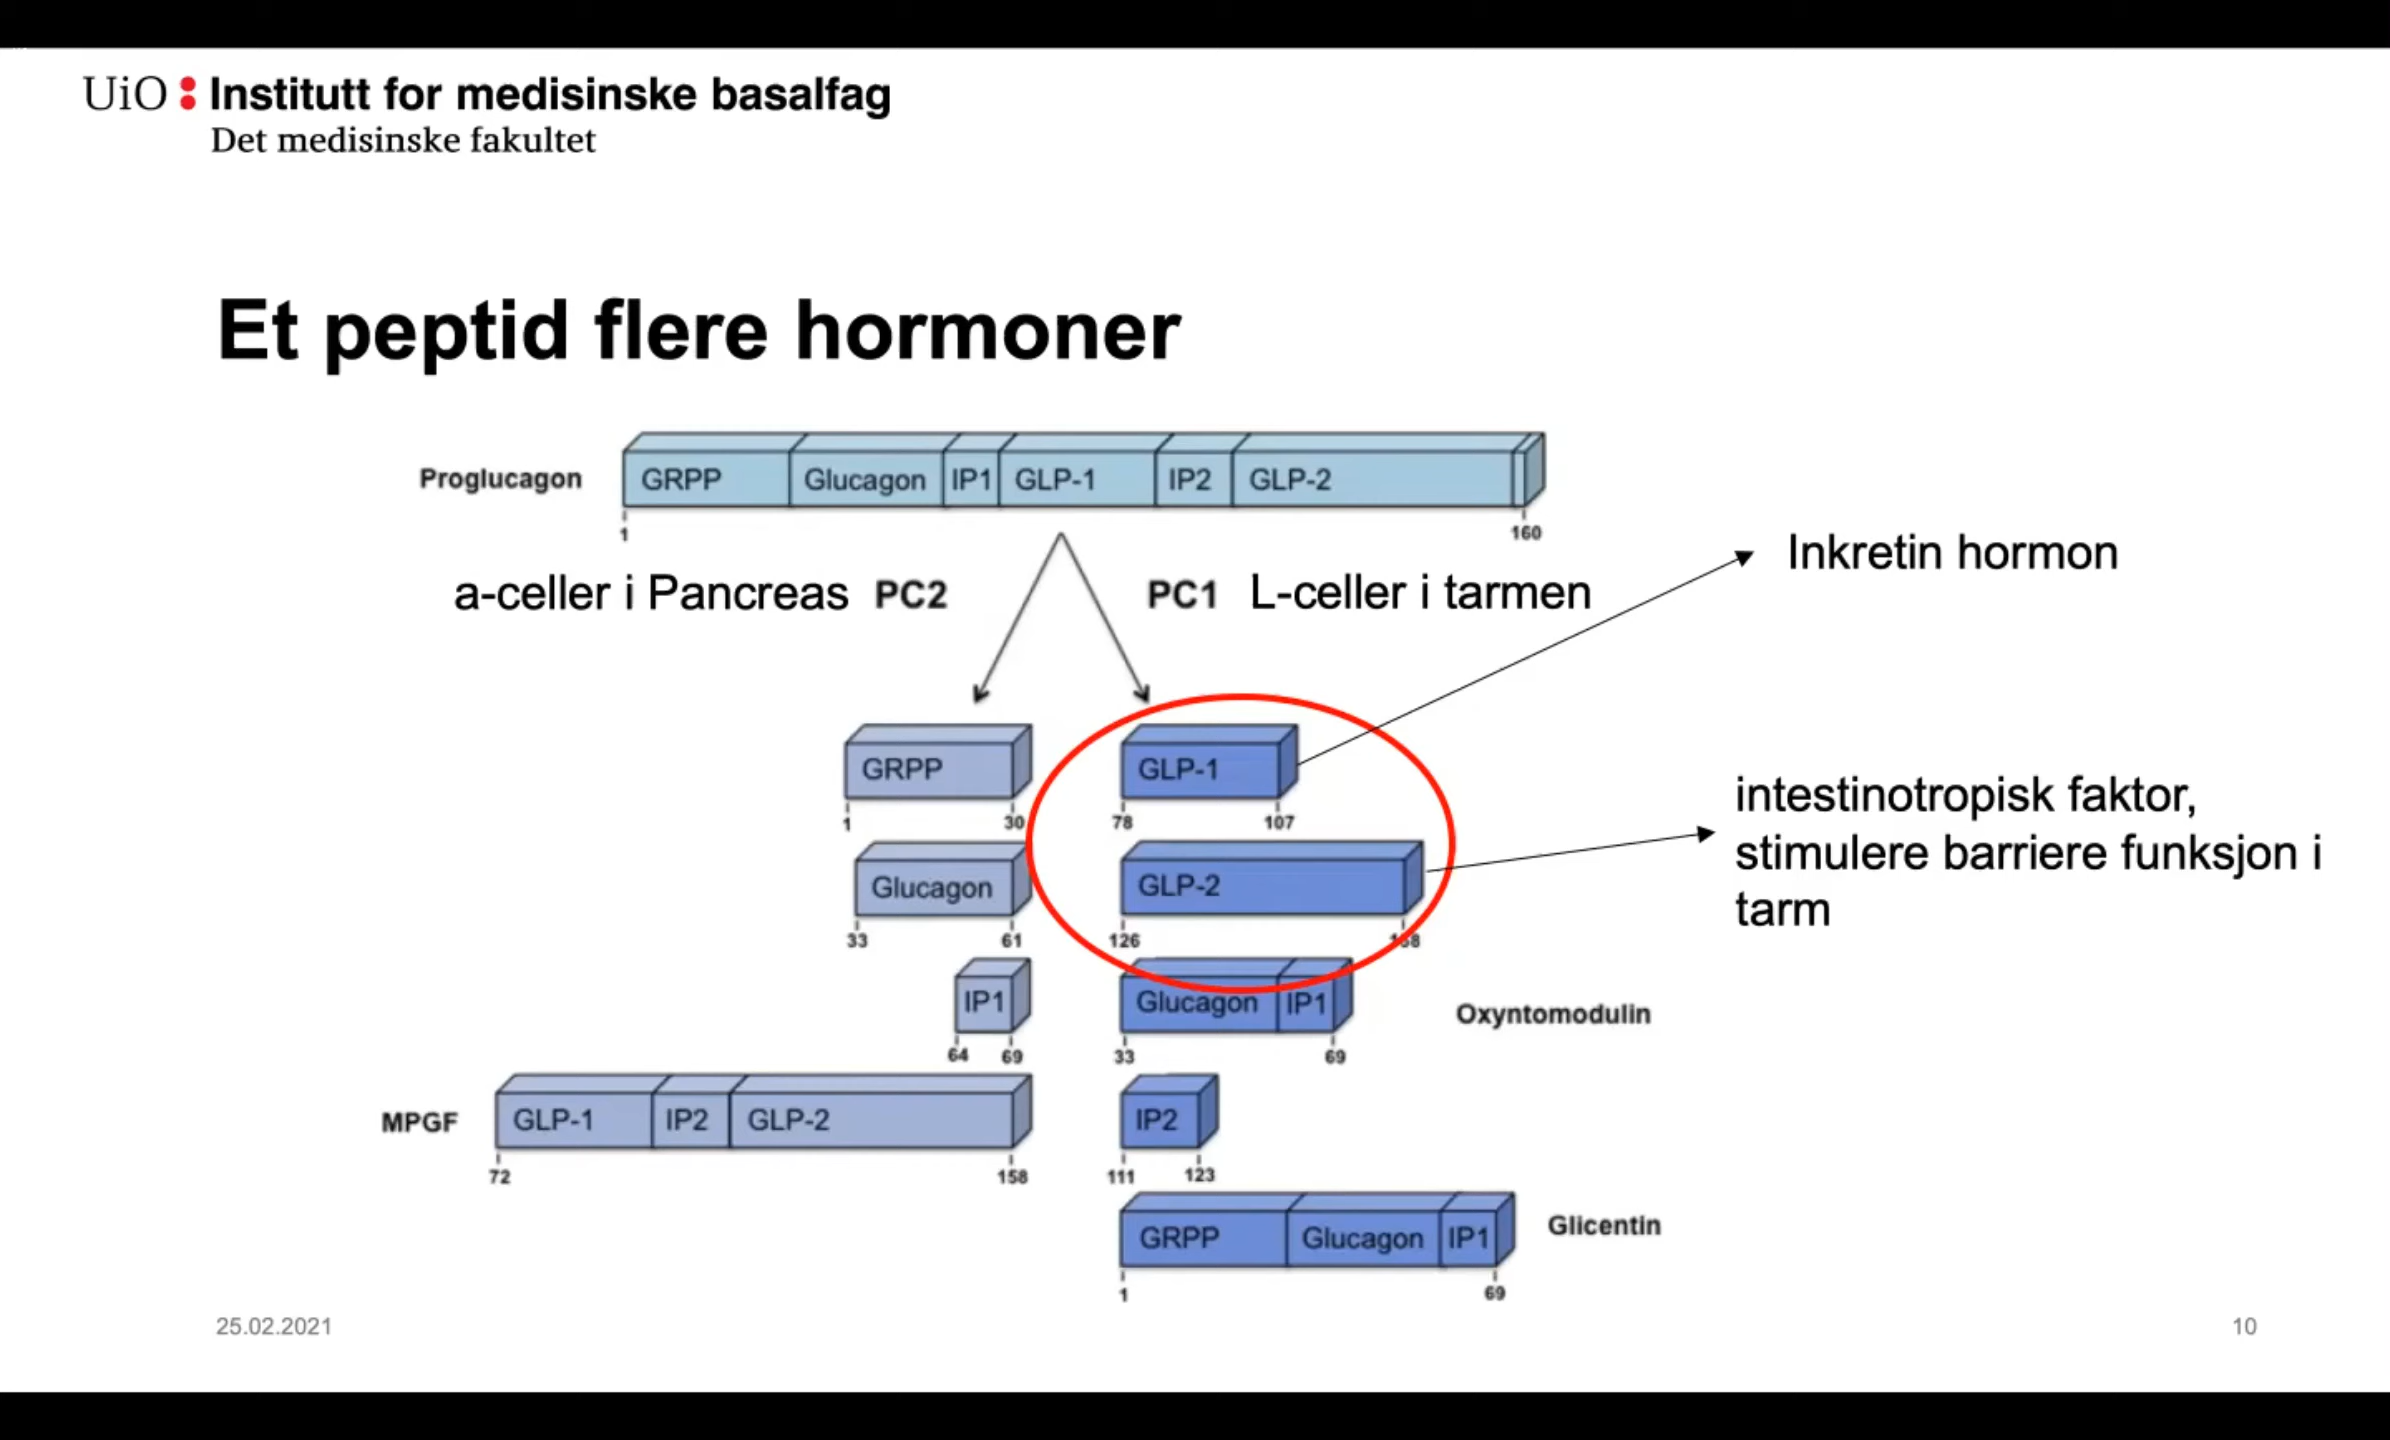 UiO : Institutt for medisinske basalfag
Det medisinske fakultet
Et peptid flere hormoner
Proglucagon GRPP Glucagon IP1 GLP-1 IP2 GLP-2
1 160
Inkretin hormon
a-celler i Pancreas PC2 PC1 L-celler i tarmen
GRPP GLP-1
1 30 78 107
intestinotropisk faktor,
stimulere barriere funksjon i
tarm
Glucagon GLP-2
33 61 126
IP1 Glucagon IP1 Oxyntomodulin
64 69 33 69
MPGF GLP-1 IP2 GLP-2 IP2
72 158 111 123
GRPP Glucagon IP1 Glicentin
1 69
25.02.2021 10